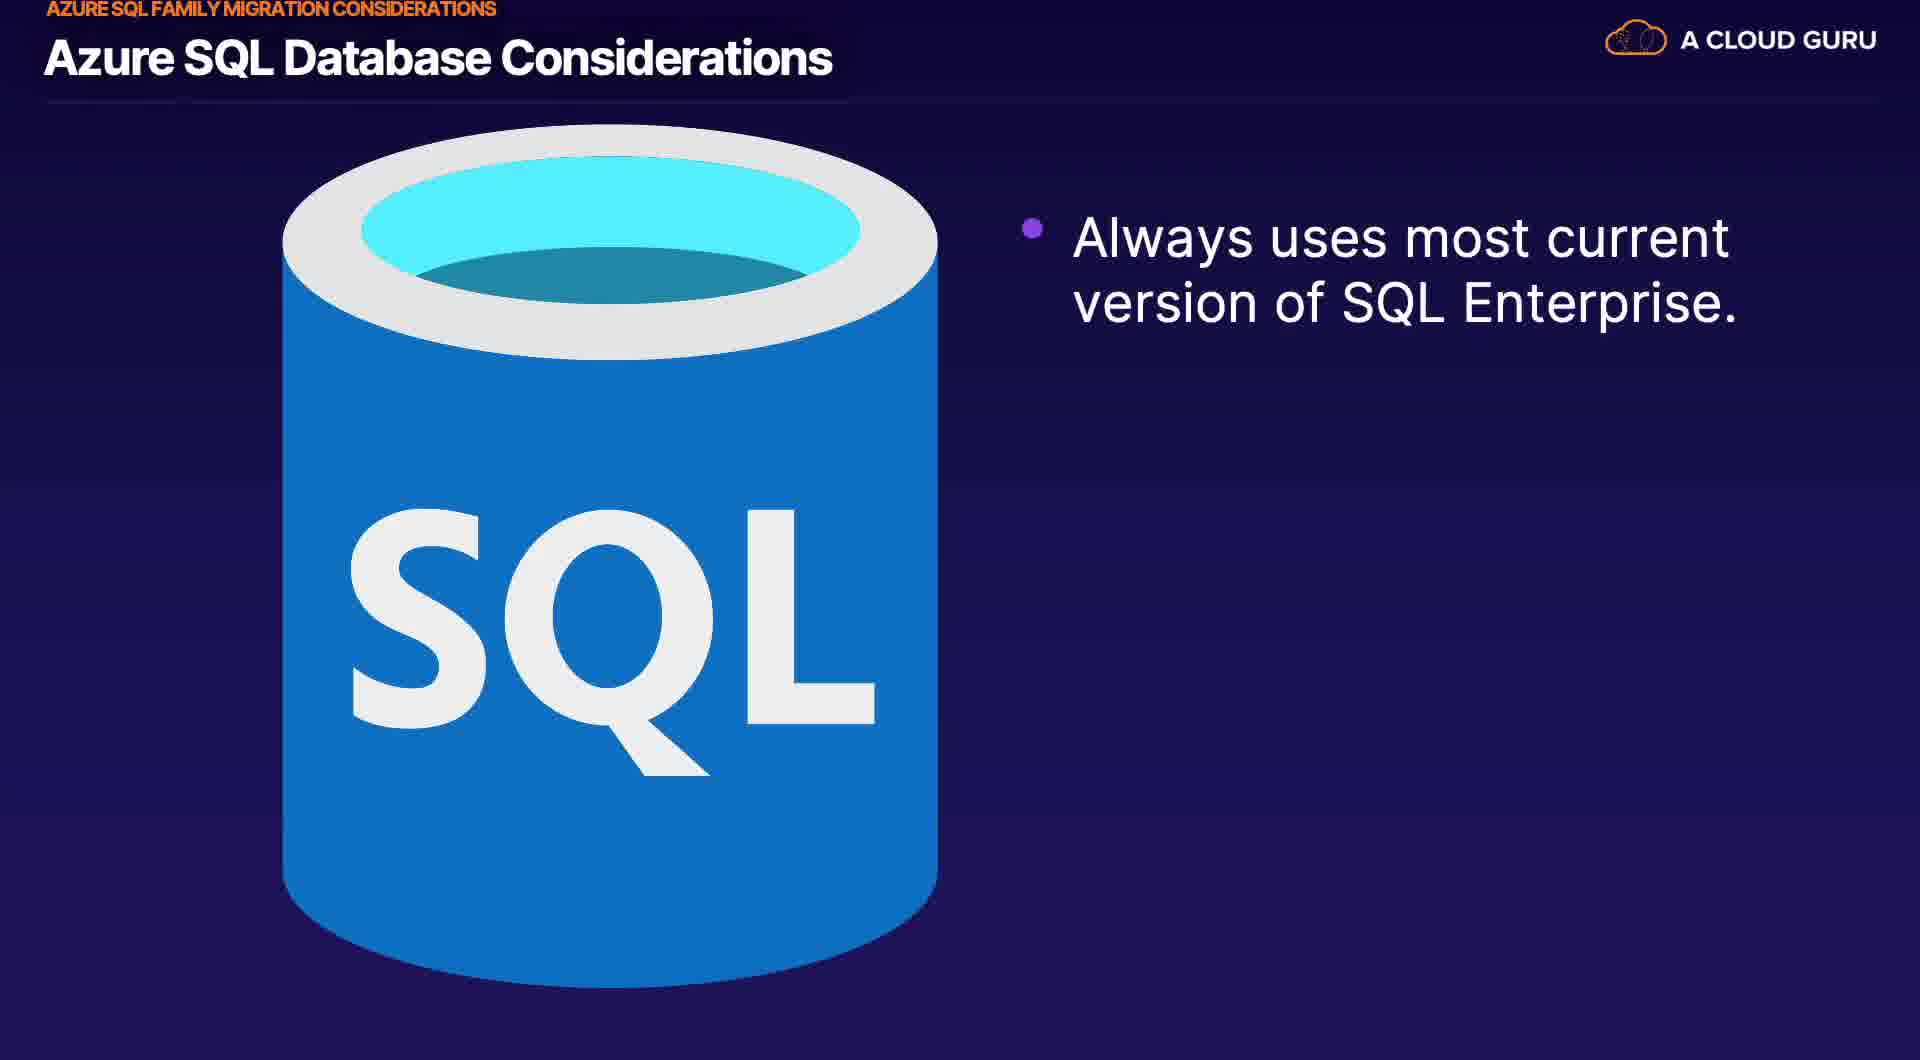 AZURE SQL FAMILY MIGRATION CONSIDERATIONS
Azure SQL Database Considerations
A CLOUD GURU
Always uses most current
version of SQL Enterprise.
SQL